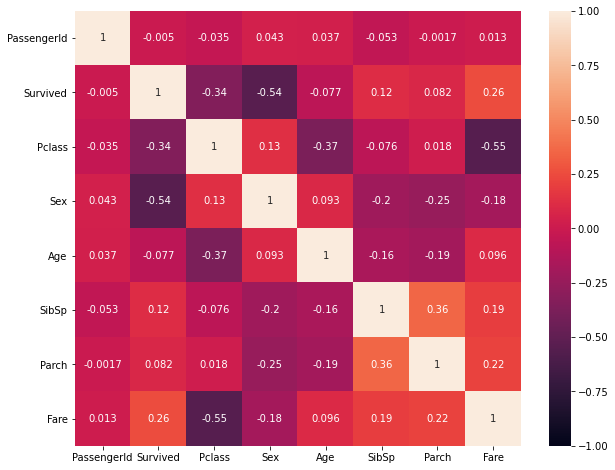 PassengerId 1 -0.005 -0.035 0.043 0.037 -0.053 -0.0017 0.013
Survived -0.005 1 -0.34 -0.54 -0.077 0.12 0.082 0.26
Pclass -0.035 -0.34 1 0.13 -0.37 -0.076 0.018 -0.55
Sex 0.043 -0.54 0.13 1 0.093 -0.2 -0.25 -0.18
Age 0.037 -0.077 -0.37 0.093 1 -0.16 -0.19 0.096
SibSp -0.053 0.12 -0.076 -0.2 -0.16 1 0.36 0.19
Parch -0.0017 0.082 0.018 -0.25 -0.19 0.36 1 0.22
Fare 0.013 0.26 -0.55 -0.18 0.096 0.19 0.22 1
PassengerId Survived Pclass Sex Age SibSp Parch Fare
1.00
0.75
0.50
0.25
0.00
-0.25
-0.50
-0.75
-1.00